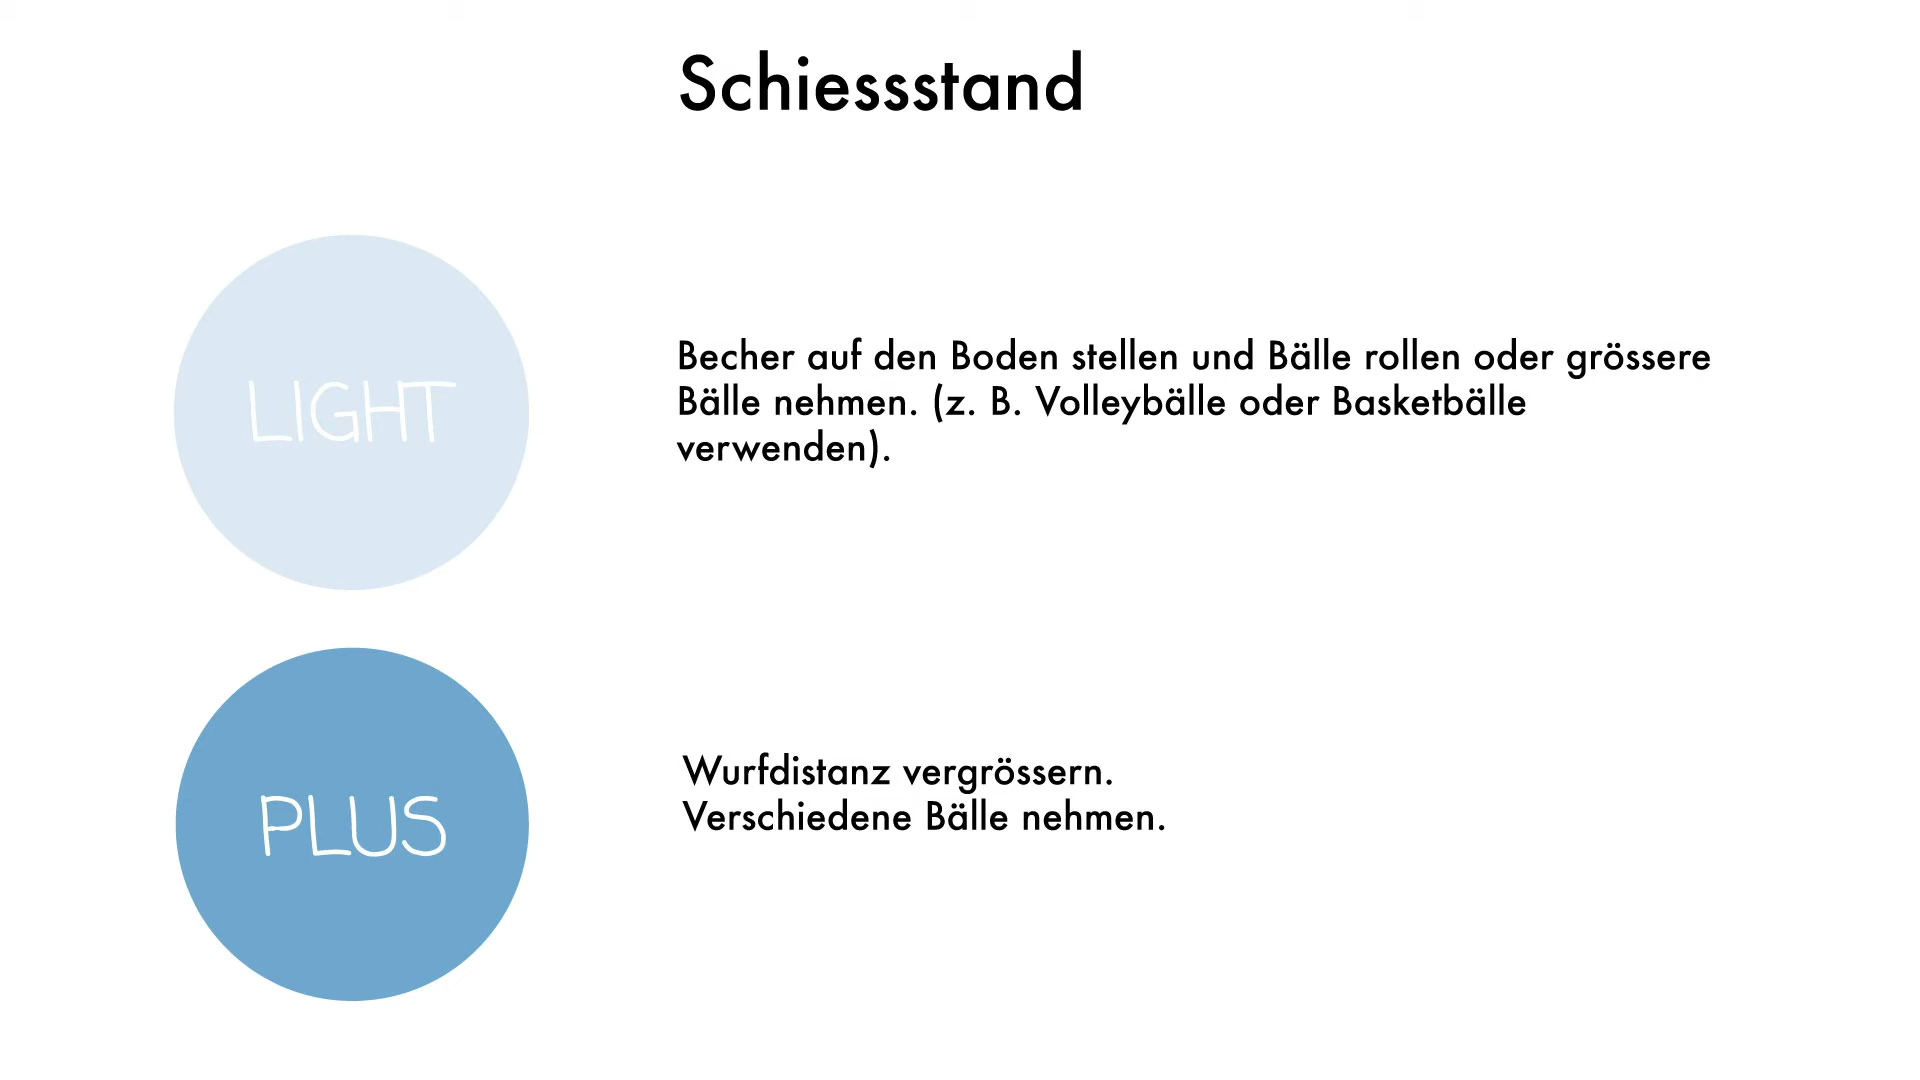 Schiessstand
LIGHT
Becher auf den Boden stellen und Bälle rollen oder grössere
Bälle nehmen. (z. B. Volleybälle oder Basketbälle
verwenden).
PLUS
Wurfdistanz vergrössern.
Verschiedene Bälle nehmen.